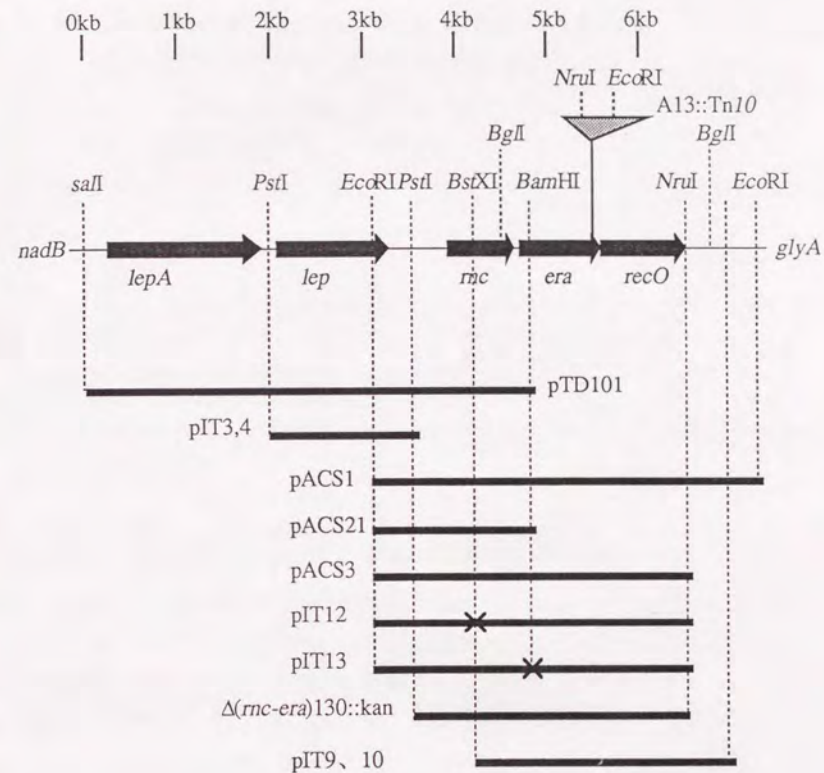 0kb 1kb 2kb 3kb 4kb 5kb 6kb
NruI EcoRI
A13::Tn10
BglI BglI
salI PstI EcoRI PstI BstXI BamHI NruI EcoRI
nadB glyA
lepA lep rnc era recO
pTD101
pIT3,4
pACS1
pACS21
pACS3
pIT12
pIT13
Δ(rnc-era)130::kan
pIT9、10